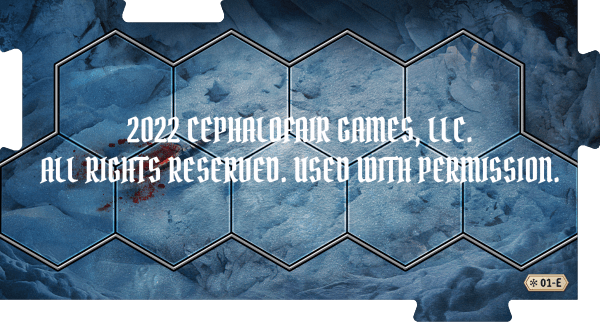 2022 CEPHALOFAIR GAMES, LLC.
ALL RIGHTS RESERVED. USED WITH PERMISSION.
* 01-E